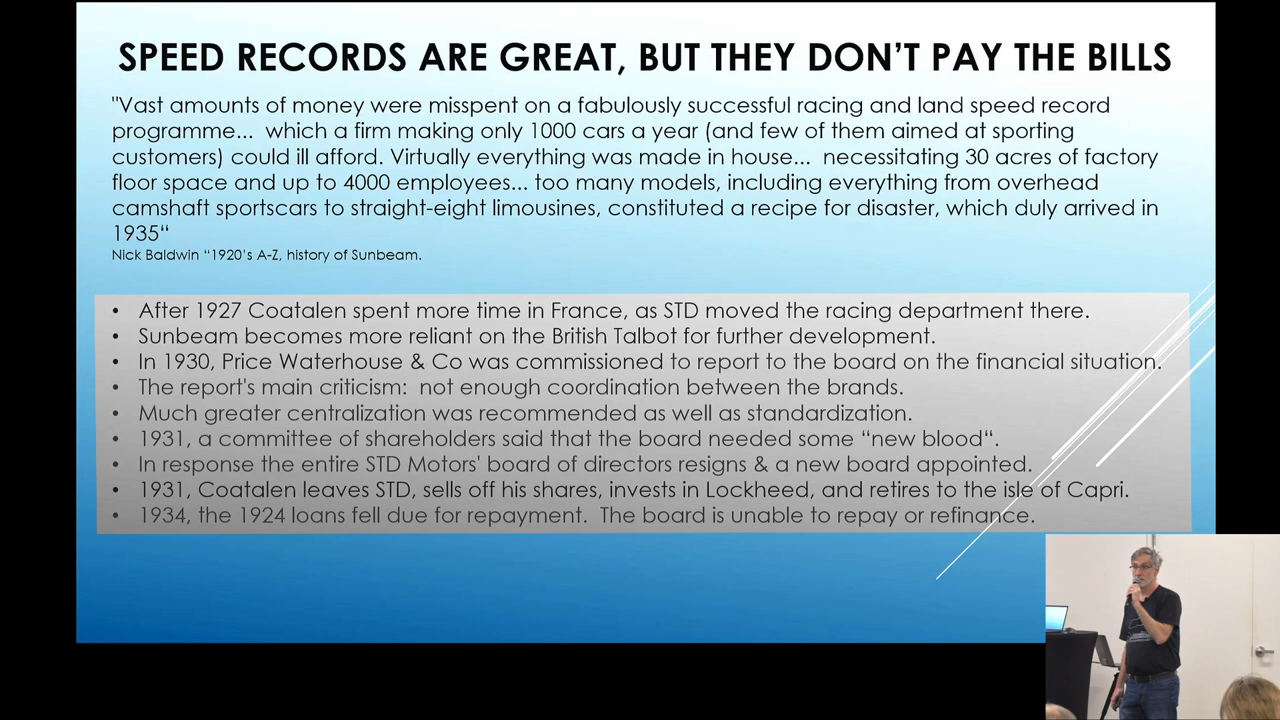 SPEED RECORDS ARE GREAT, BUT THEY DON'T PAY THE BILLS
"Vast amounts of money were misspent on a fabulously successful racing and land speed record
programme... which a firm making only 1000 cars a year (and few of them aimed at sporting
customers) could ill afford. Virtually everything was made in house... necessitating 30 acres of factory
floor space and up to 4000 employees... too many models, including everything from overhead
camshaft sportscars to straight-eight limousines, constituted a recipe for disaster, which duly arrived in
1935“
Nick Baldwin “1920’s A-Z, history of Sunbeam.
• After 1927 Coatalen spent more time in France, as STD moved the racing department there.
• Sunbeam becomes more reliant on the British Talbot for further development.
• In 1930, Price Waterhouse & Co was commissioned to report to the board on the financial situation.
• The report's main criticism: not enough coordination between the brands.
• Much greater centralization was recommended as well as standardization.
• 1931, a committee of shareholders said that the board needed some “new blood“.
• In response the entire STD Motors' board of directors resigns & a new board appointed.
• 1931, Coatalen leaves STD, sells off his shares, invests in Lockheed, and retires to the isle of Capri.
• 1934, the 1924 loans fell due for repayment. The board is unable to repay or refinance.